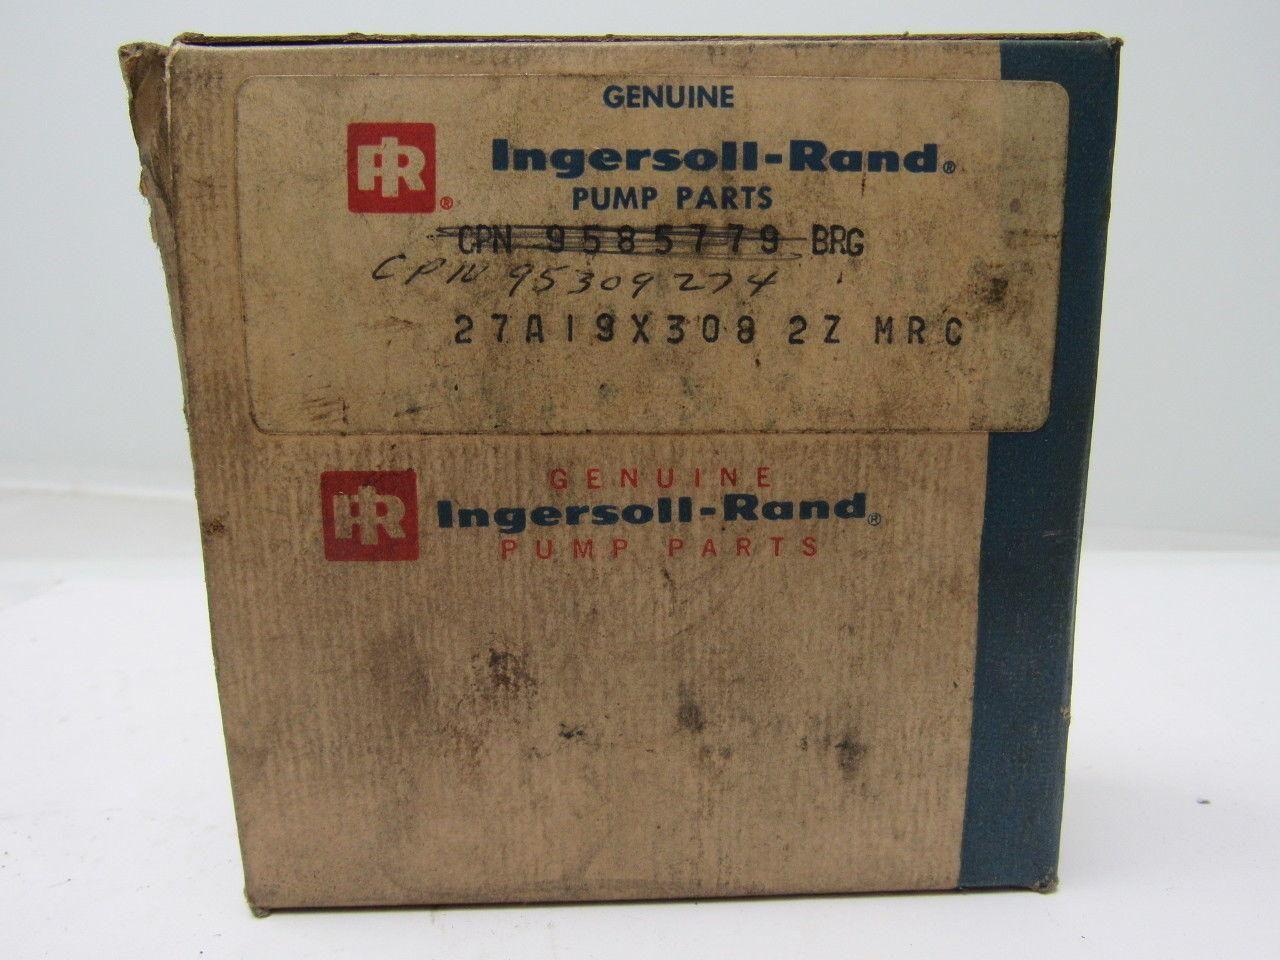 GENUINE
IR® Ingersoll-Rand®
PUMP PARTS
CPN 9585779 BRG
CPN 95309274
27A19X308 2Z MRC
GENUINE
IR Ingersoll-Rand®
PUMP PARTS